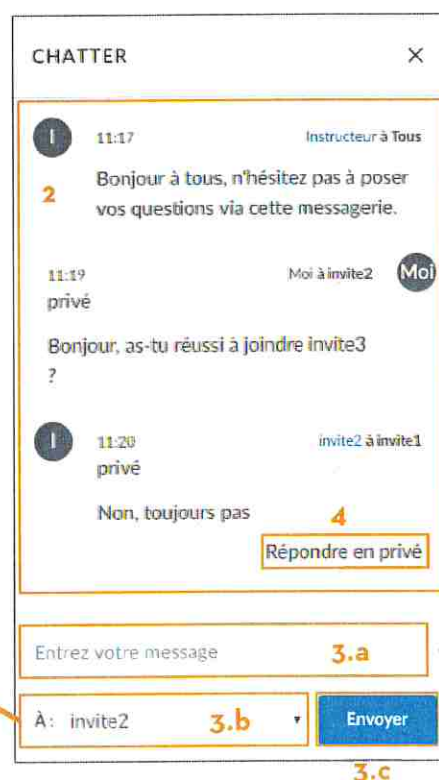 CHATTER ×
I 11:17 Instructeur à Tous
2
Bonjour à tous, n'hésitez pas à poser
vos questions via cette messagerie.
11:19 Moi à invite2 Moi
privé
Bonjour, as-tu réussi à joindre invite3
?
I 11:20 invite2 à invite1
privé
Non, toujours pas
4
Répondre en privé
Entrez votre message 3.a
À : invite2 3.b ▾ Envoyer
3.c